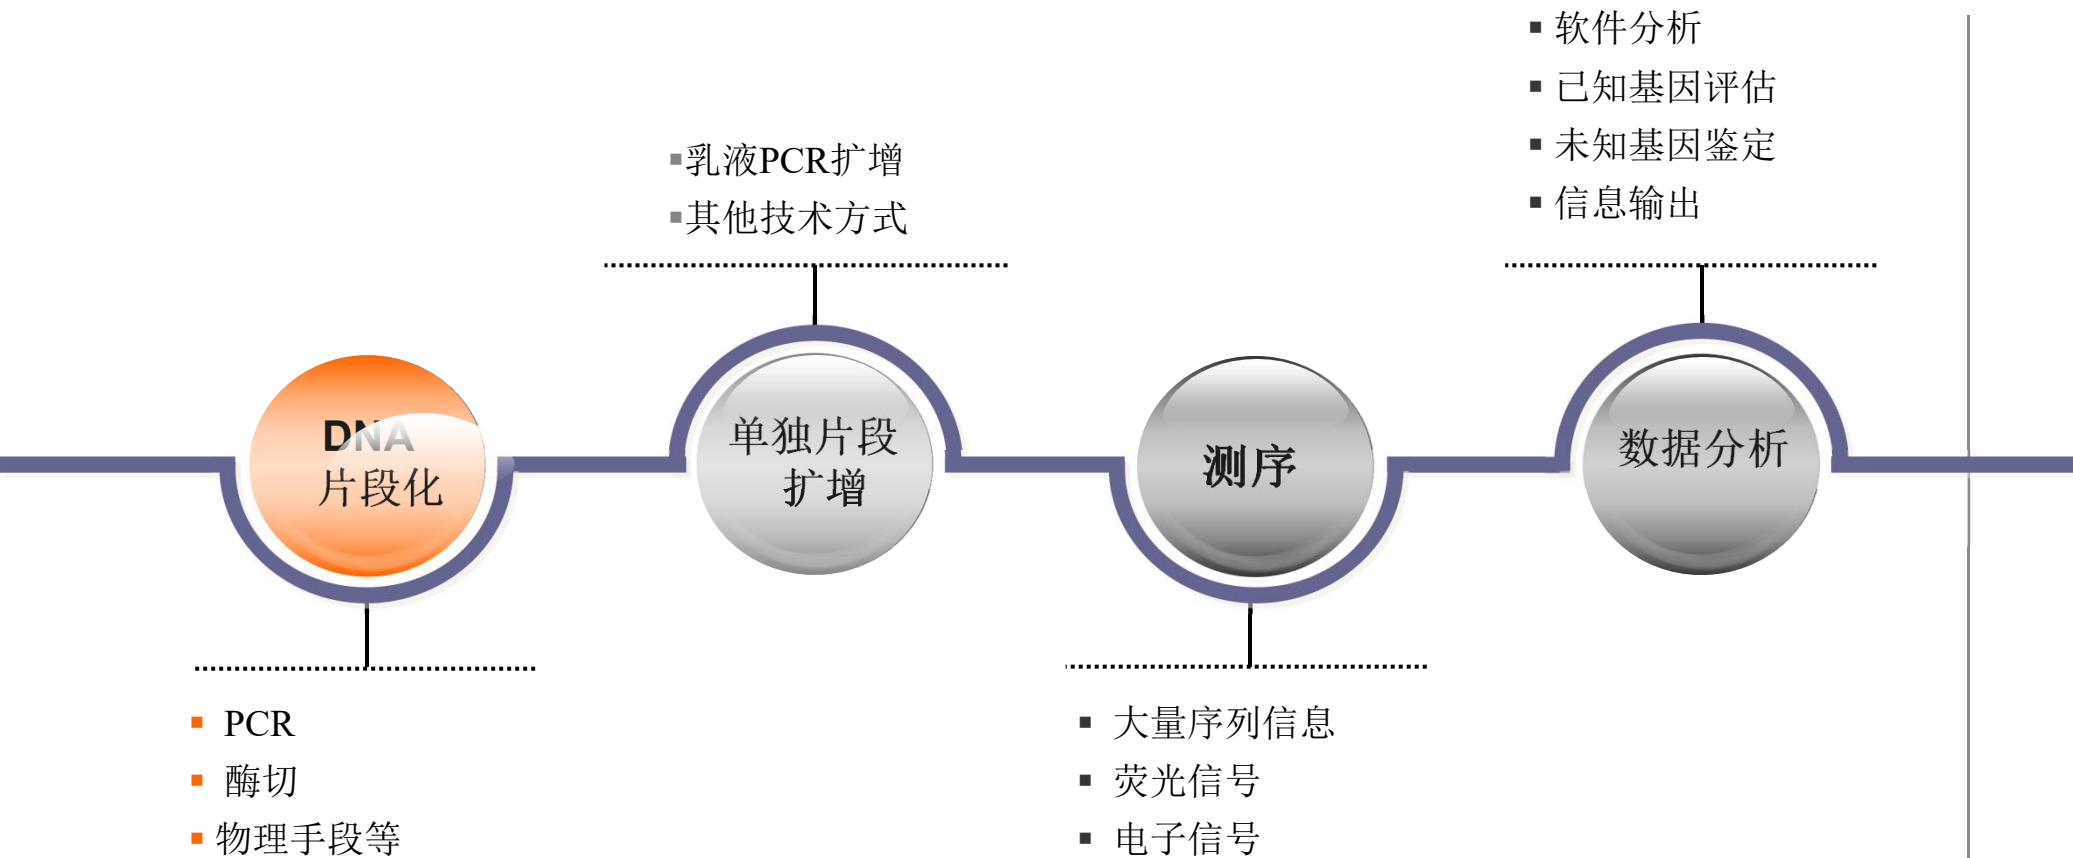 DNA
片段化
▪ PCR
▪ 酶切
▪ 物理手段等
▪乳液PCR扩增
▪其他技术方式
单独片段
扩增
测序
▪ 大量序列信息
▪ 荧光信号
▪ 电子信号
▪ 软件分析
▪ 已知基因评估
▪ 未知基因鉴定
▪ 信息输出
数据分析